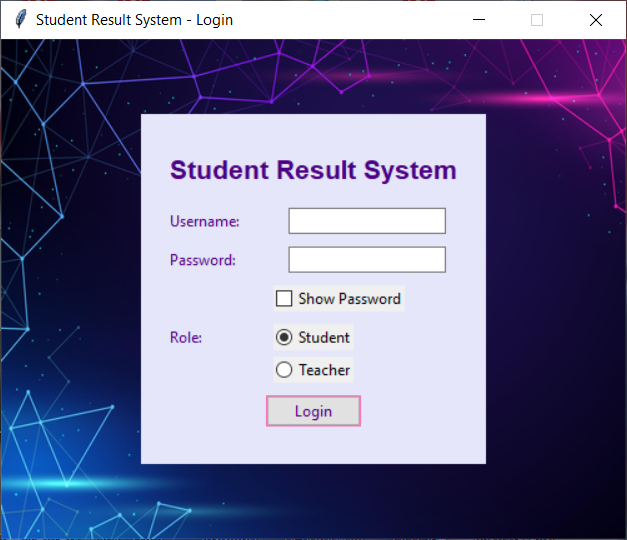 Student Result System - Login
Student Result System
Username:
Password:
Show Password
Role:
Student
Teacher
Login